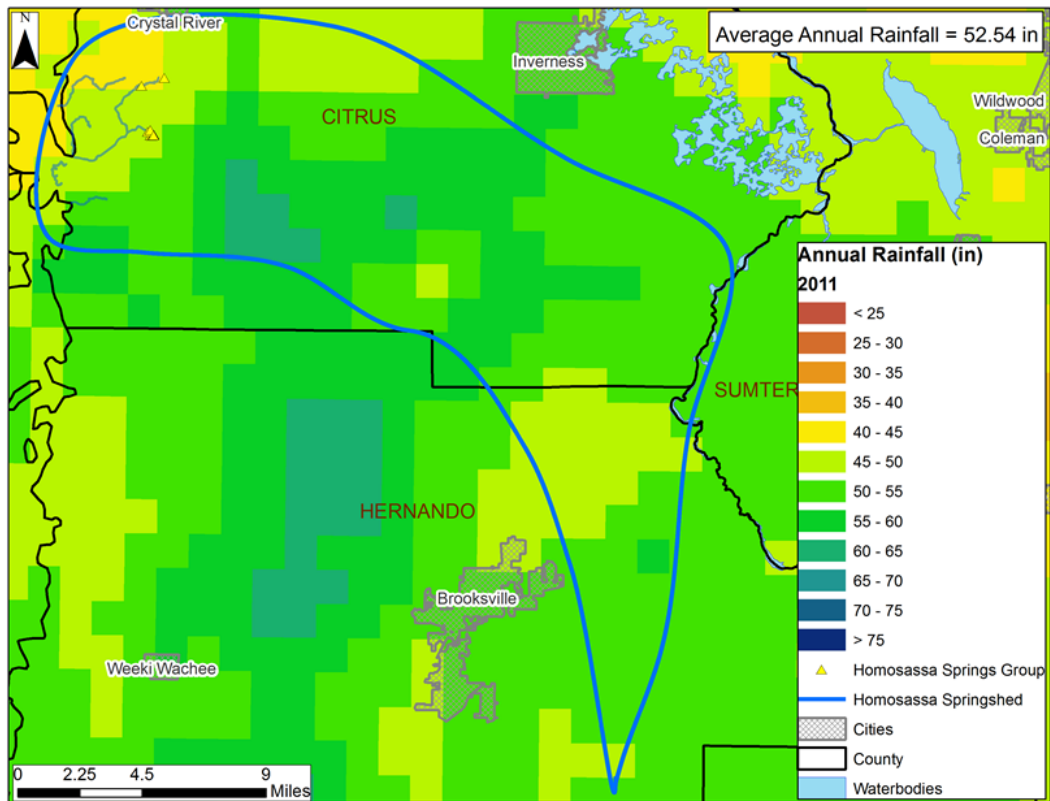 N
Crystal River
Average Annual Rainfall = 52.54 in
Inverness
CITRUS
Wildwood
Coleman
Annual Rainfall (in)
2011
< 25
25 - 30
30 - 35
35 - 40
40 - 45
45 - 50
50 - 55
55 - 60
60 - 65
65 - 70
70 - 75
> 75
Homosassa Springs Group
Homosassa Springshed
Cities
County
Waterbodies
SUMTER
HERNANDO
Brooksville
Weeki Wachee
0 2.25 4.5 9
Miles